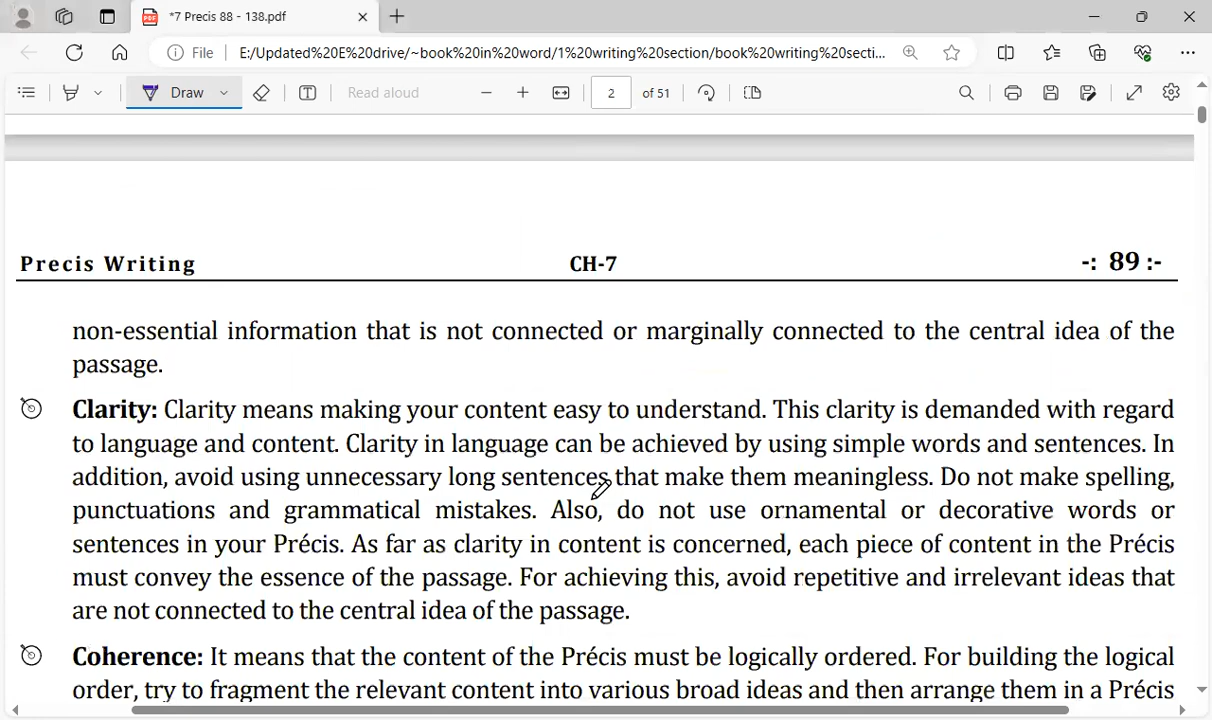 *7 Precis 88 - 138.pdf
File E:/Updated%20E%20drive/~book%20in%20word/1%20writing%20section/book%20writing%20secti...
Draw Read aloud 2 of 51
Precis Writing CH-7 -: 89 :-
non-essential information that is not connected or marginally connected to the central idea of the
passage.
Clarity: Clarity means making your content easy to understand. This clarity is demanded with regard
to language and content. Clarity in language can be achieved by using simple words and sentences. In
addition, avoid using unnecessary long sentences that make them meaningless. Do not make spelling,
punctuations and grammatical mistakes. Also, do not use ornamental or decorative words or
sentences in your Précis. As far as clarity in content is concerned, each piece of content in the Précis
must convey the essence of the passage. For achieving this, avoid repetitive and irrelevant ideas that
are not connected to the central idea of the passage.
Coherence: It means that the content of the Précis must be logically ordered. For building the logical
order, try to fragment the relevant content into various broad ideas and then arrange them in a Précis